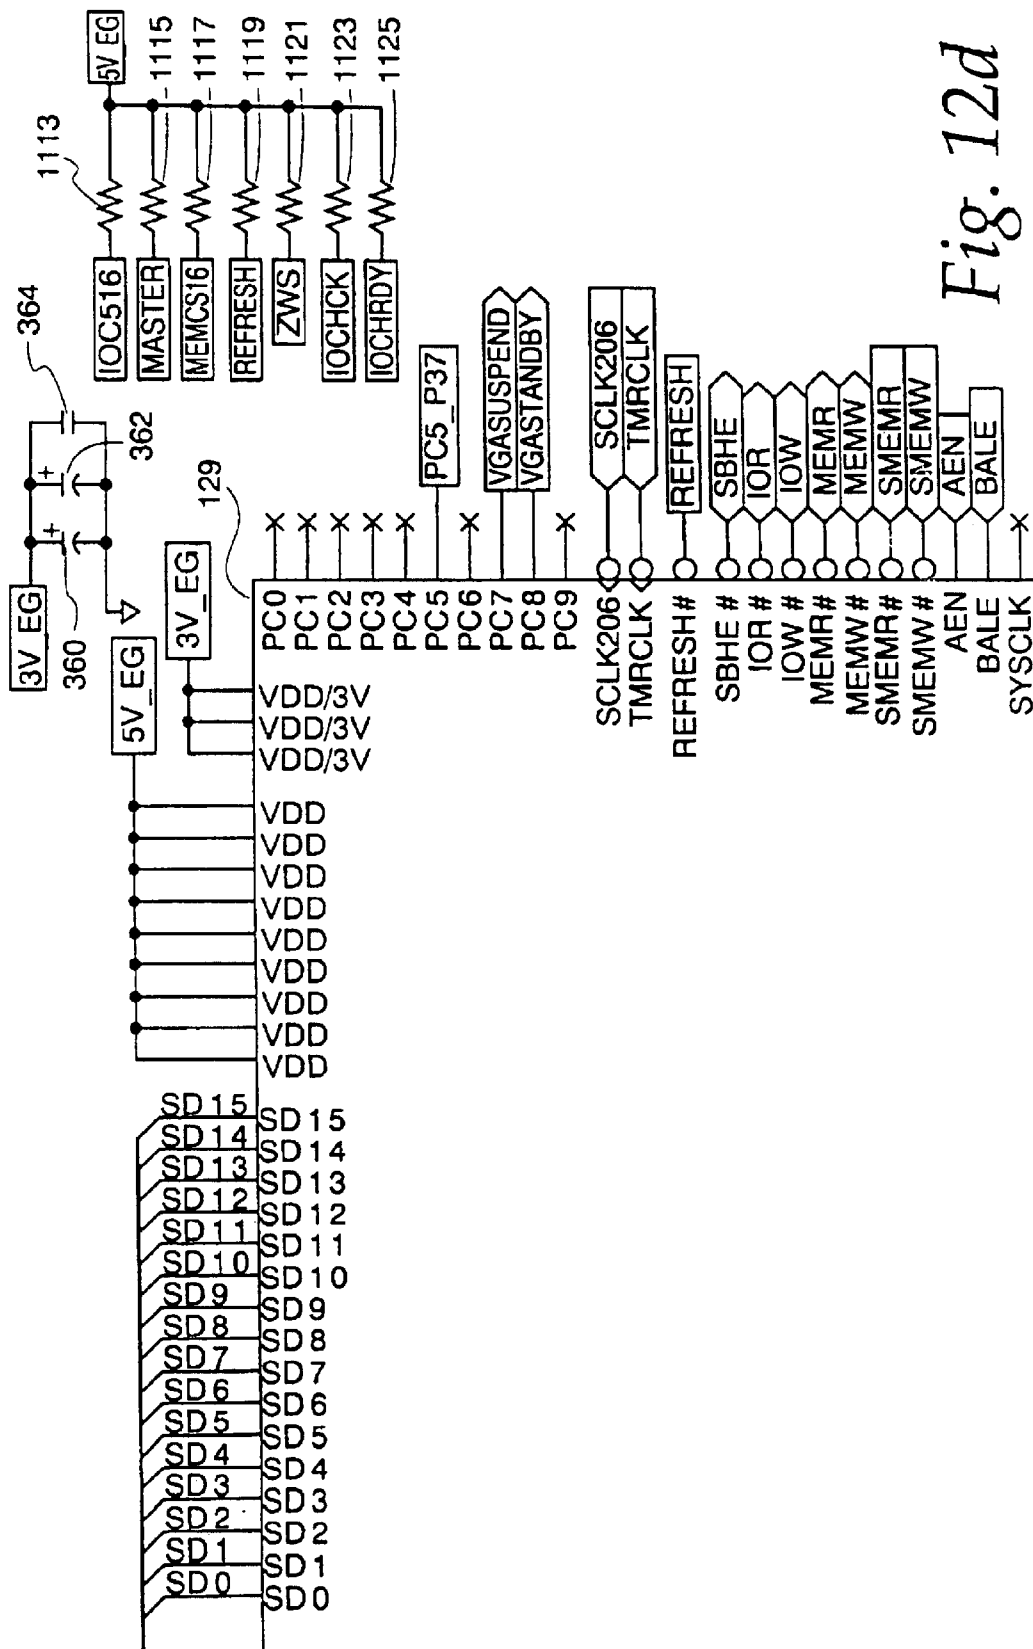 1113
5V EG
IOC516
MASTER
1115
MEMCS16
1117
REFRESH
1119
ZWS
1121
IOCHCK
1123
IOCHRDY
1125
364
362
+
+
3V EG
360
5V_EG
3V_EG
129
PC0
PC1
PC2
PC3
PC4
PC5
PC5_P37
PC6
PC7
VGASUSPEND
PC8
VGASTANDBY
PC9
SCLK206
SCLK206
TMRCLK
TMRCLK
REFRESH#
REFRESH
SBHE #
SBHE
IOR #
IOR
IOW #
IOW
MEMR#
MEMR
MEMW #
MEMW
SMEMR#
SMEMR
SMEMW #
SMEMW
AEN
AEN
BALE
BALE
SYSCLK
VDD/3V
VDD/3V
VDD/3V
VDD
VDD
VDD
VDD
VDD
VDD
VDD
VDD
VDD
SD15
SD15
SD14
SD14
SD13
SD13
SD12
SD12
SD11
SD11
SD10
SD10
SD9
SD9
SD8
SD8
SD7
SD7
SD6
SD6
SD5
SD5
SD4
SD4
SD3
SD3
SD2
SD2
SD1
SD1
SD0
SD0
Fig. 12d